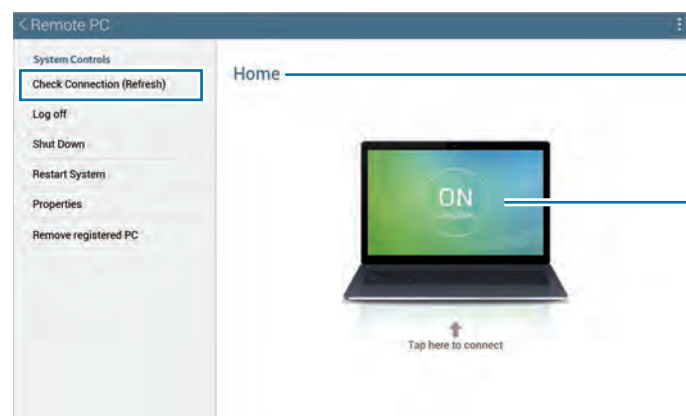 Remote PC
System Controls
Check Connection (Refresh)
Log off
Shut Down
Restart System
Properties
Remove registered PC
Home
ON
Tap here to connect